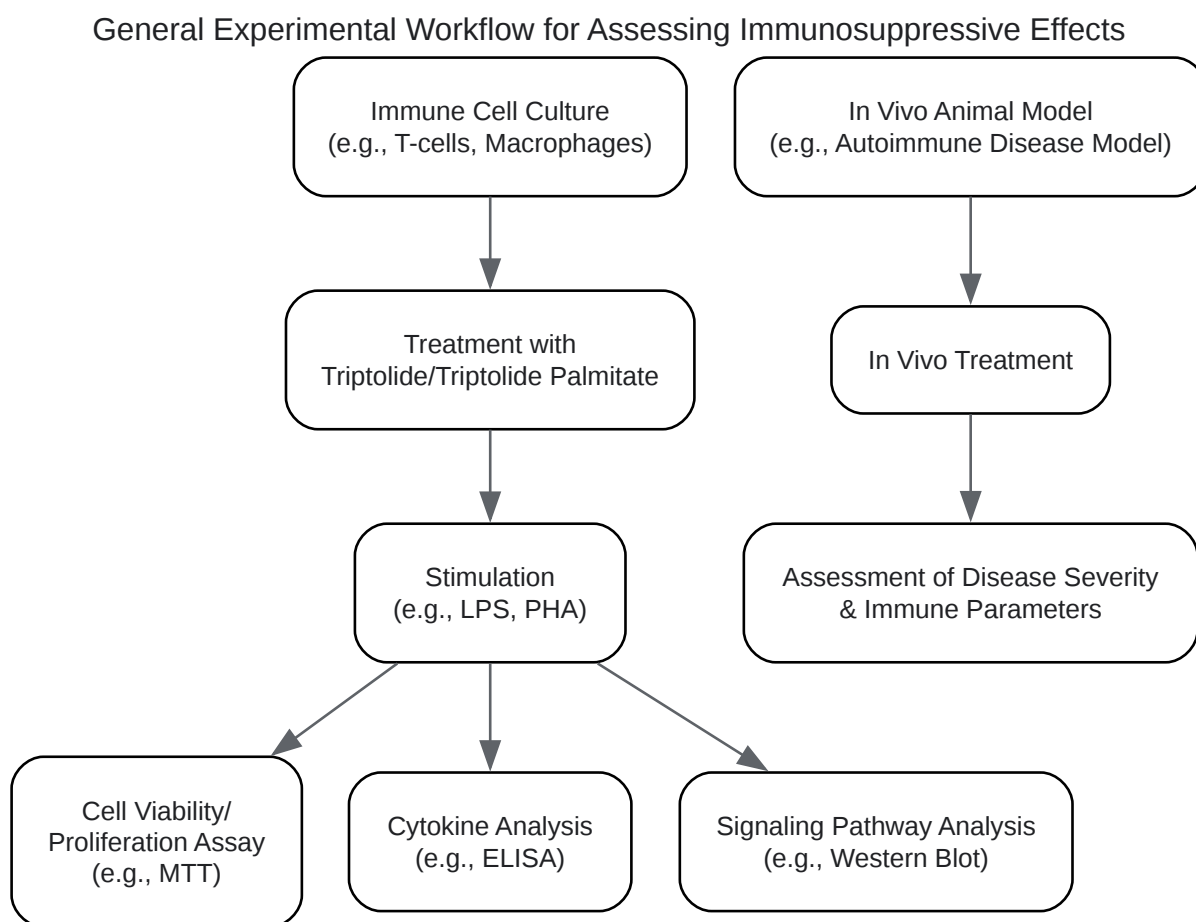 General Experimental Workflow for Assessing Immunosuppressive Effects
Immune Cell Culture
(e.g., T-cells, Macrophages)
In Vivo Animal Model
(e.g., Autoimmune Disease Model)
Treatment with
Triptolide/Triptolide Palmitate
In Vivo Treatment
Stimulation
(e.g., LPS, PHA)
Assessment of Disease Severity
& Immune Parameters
Cell Viability/
Proliferation Assay
(e.g., MTT)
Cytokine Analysis
(e.g., ELISA)
Signaling Pathway Analysis
(e.g., Western Blot)